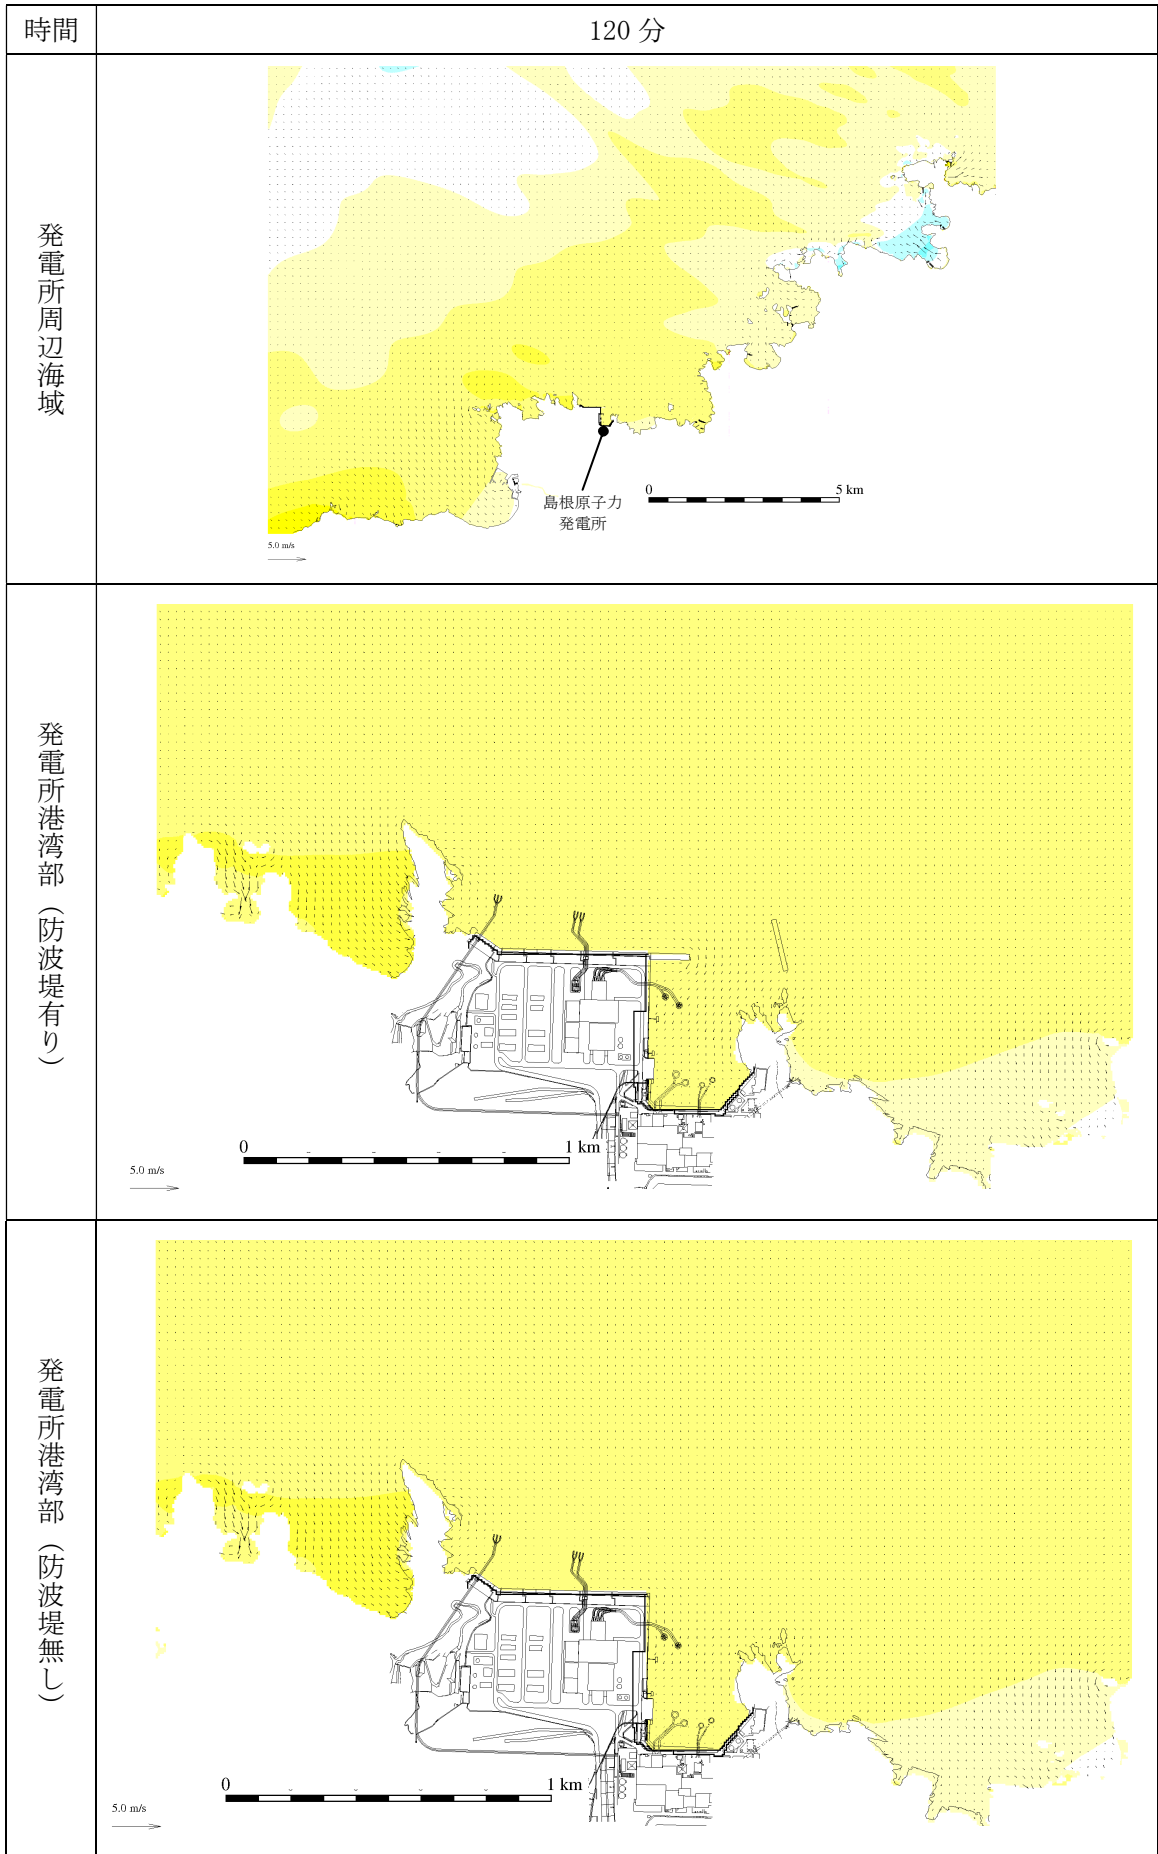 時間
120 分
発電所周辺海域
島根原子力
発電所
0
5 km
5.0 m/s
発電所港湾部（防波堤有り）
0
1 km
5.0 m/s
発電所港湾部（防波堤無し）
0
1 km
5.0 m/s